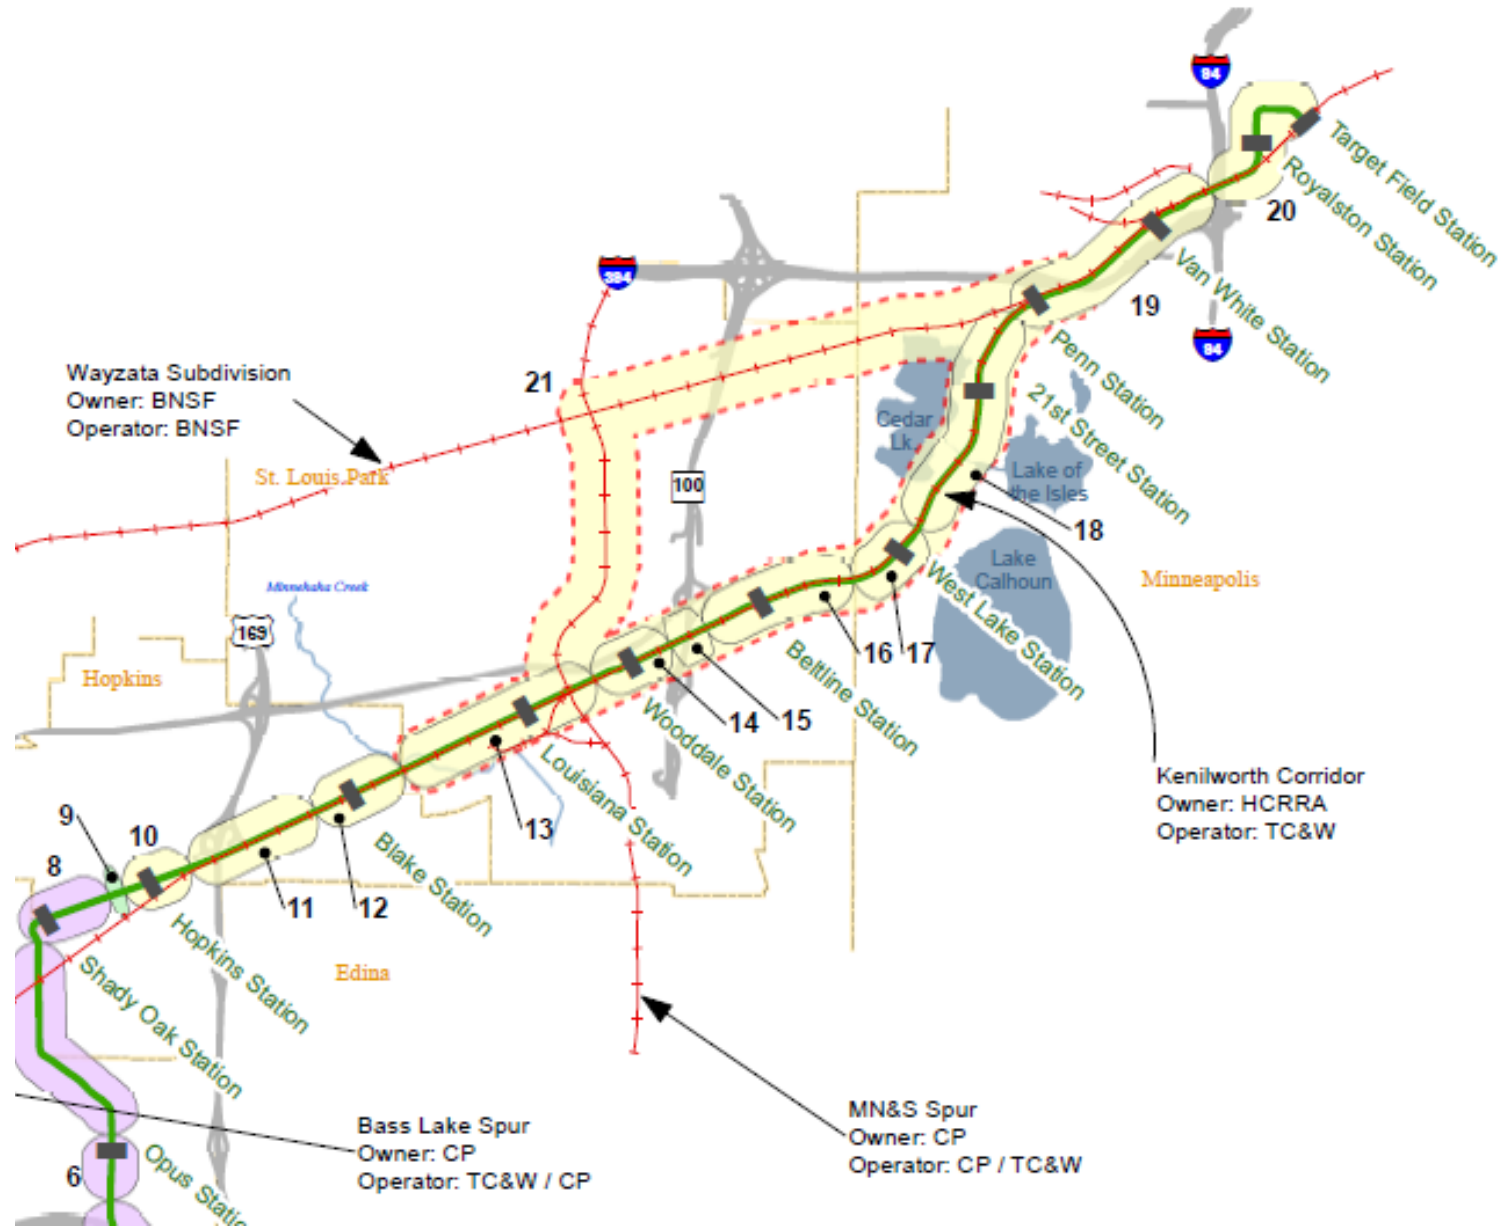 94
394
Target Field Station
Royalston Station
20
Van White Station
19
94
Penn Station
21st Street Station
21
Wayzata Subdivision
Owner: BNSF
Operator: BNSF
St. Louis Park
100
Cedar
Lk.
Lake of
the Isles
18
Lake
Calhoun
Minneapolis
Minnehaha Creek
169
Hopkins
West Lake Station
16
17
Beltline Station
14
15
Wooddale Station
Louisiana Station
13
Kenilworth Corridor
Owner: HCRRA
Operator: TC&W
9
10
8
11
12
Blake Station
Hopkins Station
Edina
Shady Oak Station
MN&S Spur
Owner: CP
Operator: CP / TC&W
Bass Lake Spur
Owner: CP
Operator: TC&W / CP
6
Opus Statio